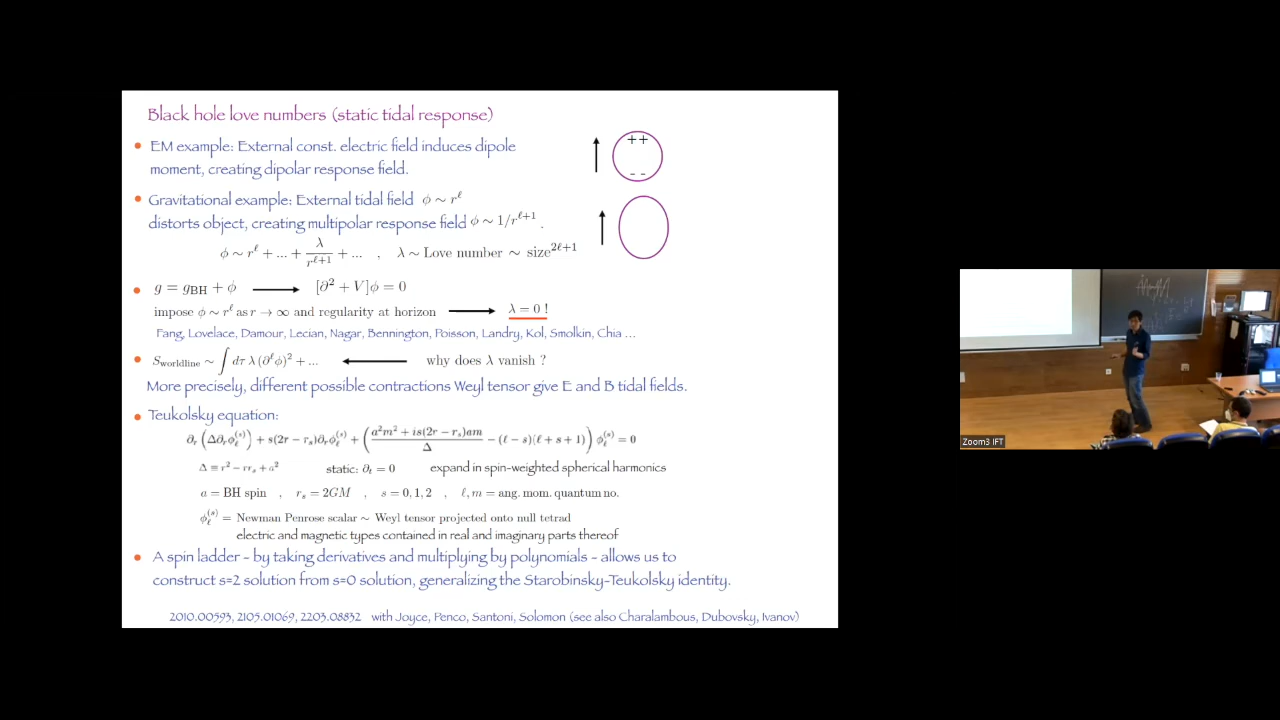 Black hole love numbers (static tidal response)
• EM example: External const. electric field induces dipole
moment, creating dipolar response field.
++
- -
• Gravitational example: External tidal field ϕ ∼ r^ℓ
distorts object, creating multipolar response field ϕ ∼ 1/r^{ℓ+1} .
ϕ ∼ r^ℓ + ... + λ/r^{ℓ+1} + ... , λ ∼ Love number ∼ size^{2ℓ+1}
• g = g_BH + ϕ ⟶ [∂² + V]ϕ = 0
impose ϕ ∼ r^ℓ as r → ∞ and regularity at horizon ⟶ λ = 0 !
Fang, Lovelace, Damour, Lecian, Nagar, Bennington, Poisson, Landry, Kol, Smolkin, Chia ...
• S_worldline ∼ ∫ dτ λ (∂^ℓ ϕ)² + ... ⟵ why does λ vanish ?
More precisely, different possible contractions Weyl tensor give E and B tidal fields.
• Teukolsky equation:
∂_r (Δ∂_r ϕ_ℓ^(s)) + s(2r − r_s)∂_r ϕ_ℓ^(s) + ((a²m² + is(2r − r_s)am)/Δ − (ℓ − s)(ℓ + s + 1)) ϕ_ℓ^(s) = 0
Δ ≡ r² − rr_s + a² static: ∂_t = 0 expand in spin-weighted spherical harmonics
a = BH spin , r_s = 2GM , s = 0, 1, 2 , ℓ, m = ang. mom. quantum no.
ϕ_ℓ^(s) = Newman Penrose scalar ∼ Weyl tensor projected onto null tetrad
electric and magnetic types contained in real and imaginary parts thereof
• A spin ladder - by taking derivatives and multiplying by polynomials - allows us to
construct s=2 solution from s=0 solution, generalizing the Starobinsky-Teukolsky identity.
2010.00593, 2105.01069, 2203.08832 with Joyce, Penco, Santoni, Solomon (see also Charalambous, Dubovsky, Ivanov)
Zoom3 IFT